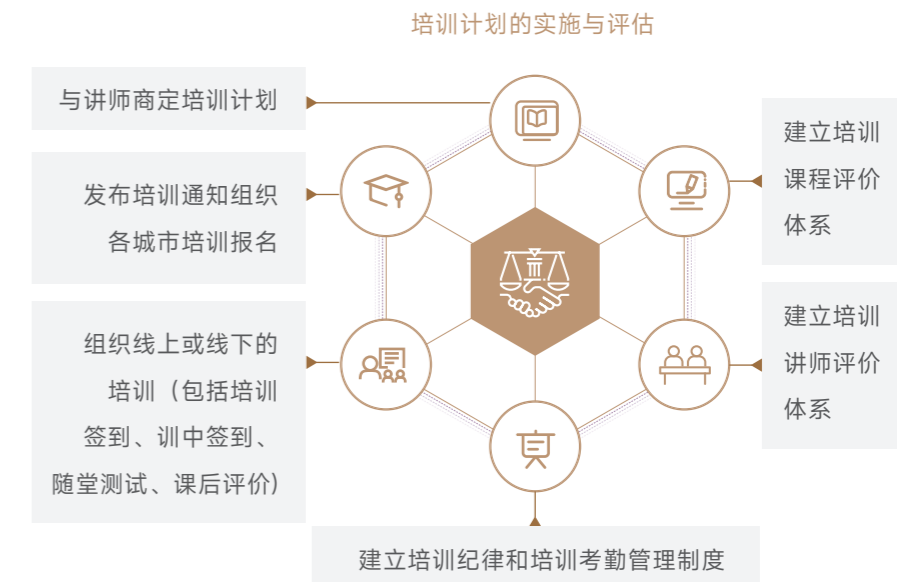 培训计划的实施与评估
与讲师商定培训计划
发布培训通知组织
各城市培训报名
组织线上或线下的
培训（包括培训
签到、训中签到、
随堂测试、课后评价)
建立培训
课程评价
体系
建立培训
讲师评价
体系
建立培训纪律和培训考勤管理制度